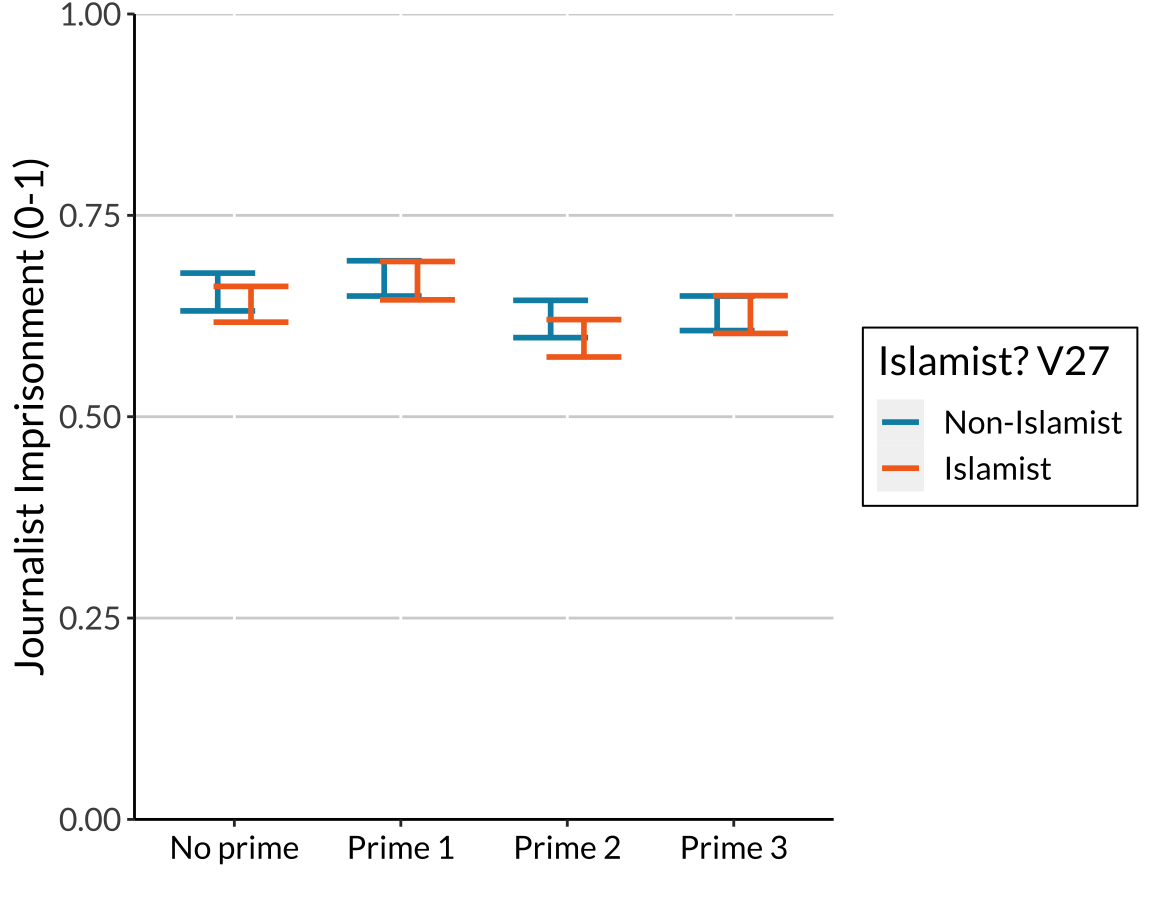 1.00
0.75
0.50
0.25
0.00
Journalist Imprisonment (0-1)
No prime
Prime 1
Prime 2
Prime 3
Islamist? V27
Non-Islamist
Islamist